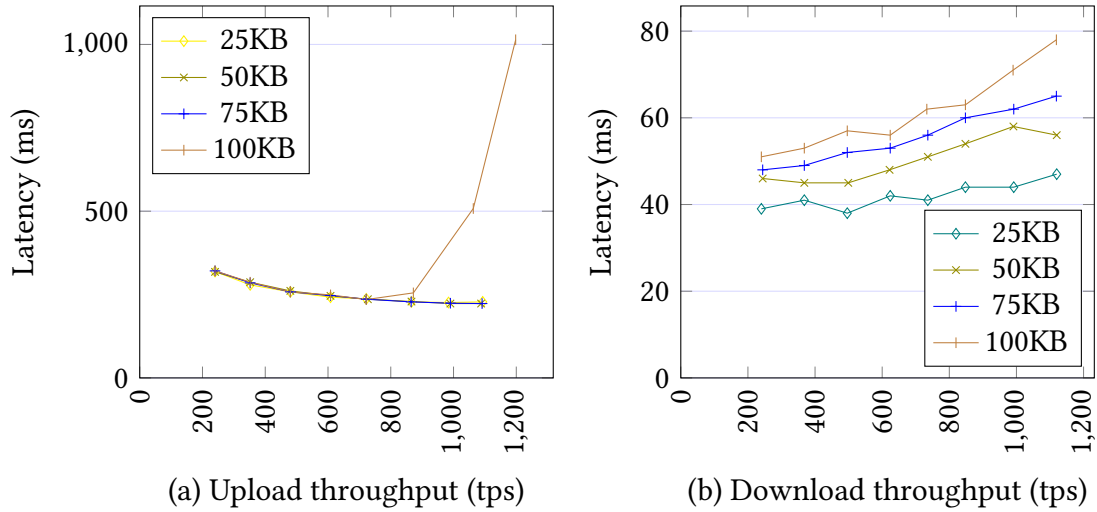 1,000
500
0
Latency (ms)
25KB
50KB
75KB
100KB
0
200
400
600
800
1,000
1,200
(a) Upload throughput (tps)
80
60
40
20
0
Latency (ms)
25KB
50KB
75KB
100KB
0
200
400
600
800
1,000
1,200
(b) Download throughput (tps)